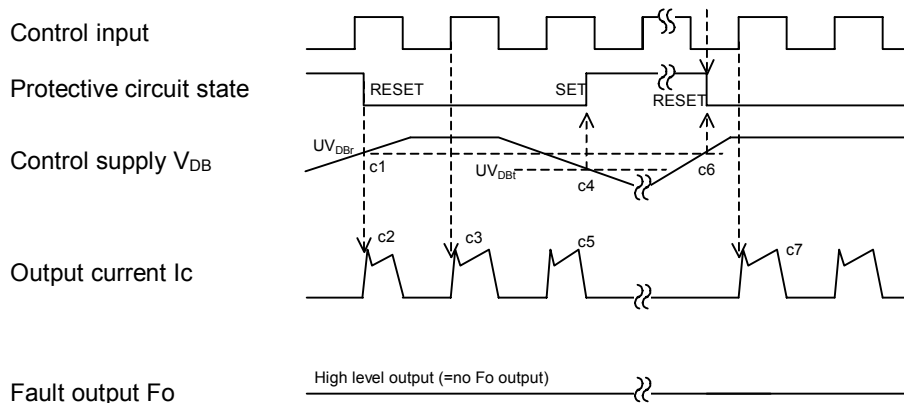 Control input
Protective circuit state
RESET
SET
RESET
Control supply VDB
UVDBr
c1
UVDBt
c4
c6
Output current Ic
c2
c3
c5
c7
Fault output Fo
High level output (=no Fo output)